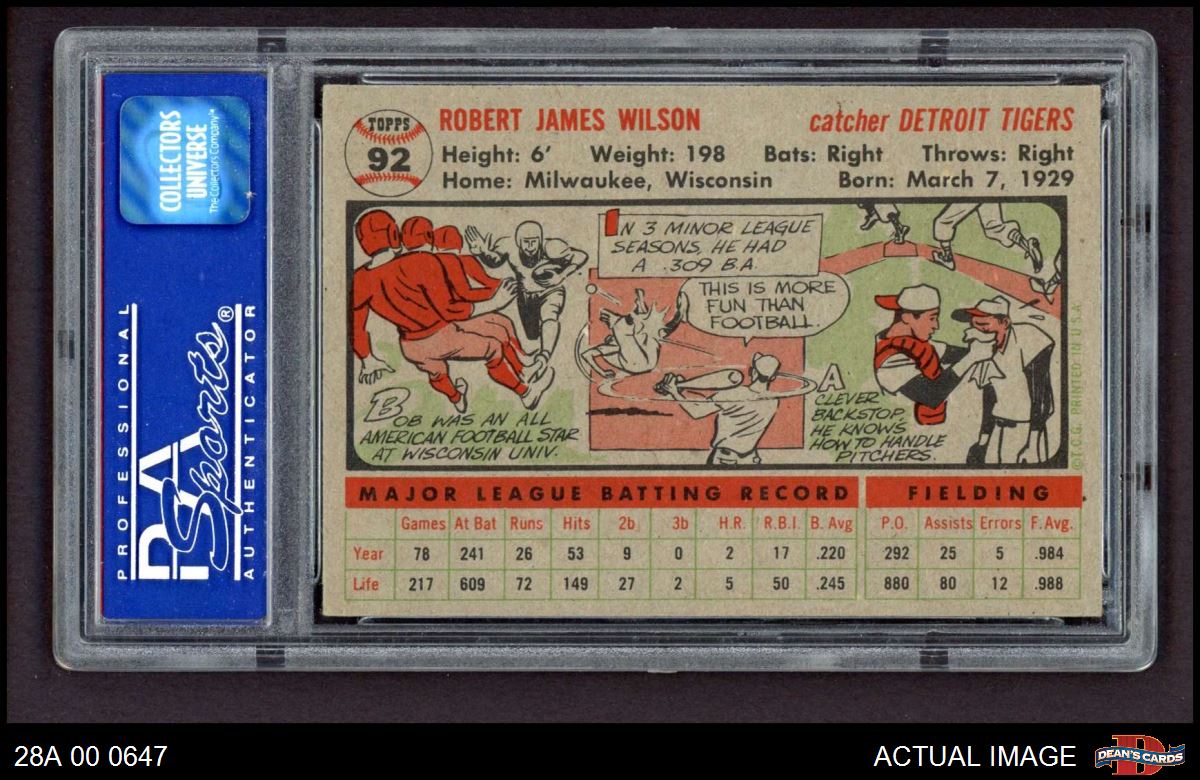 COLLECTORS
UNIVERSE
The Collectors Company™
PROFESSIONAL
PSA
Sports®
AUTHENTICATOR
TOPPS
92
ROBERT JAMES WILSON
catcher DETROIT TIGERS
Height: 6' Weight: 198 Bats: Right Throws: Right
Home: Milwaukee, Wisconsin Born: March 7, 1929
BOB WAS AN ALL
AMERICAN FOOTBALL STAR
AT WISCONSIN UNIV.
IN 3 MINOR LEAGUE
SEASONS, HE HAD
A .309 B.A.
THIS IS MORE
FUN THAN
FOOTBALL.
A
CLEVER
BACKSTOP,
HE KNOWS
HOW TO HANDLE
PITCHERS.
©T.C.G. PRINTED IN U.S.A.
MAJOR LEAGUE BATTING RECORD FIELDING
Games At Bat Runs Hits 2b 3b H.R. R.B.I. B. Avg P.O. Assists Errors F. Avg.
Year 78 241 26 53 9 0 2 17 .220 292 25 5 .984
Life 217 609 72 149 27 2 5 50 .245 880 80 12 .988
28A 00 0647
ACTUAL IMAGE
D
DEAN'S CARDS